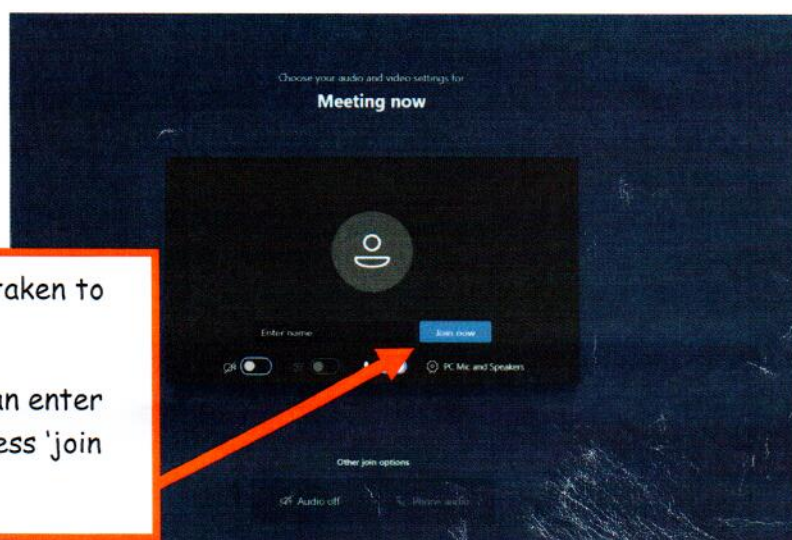 Choose your audio and video settings for
Meeting now
Enter name
Join now
PC Mic and Speakers
Other join options
Audio off
Phone audio
taken to
an enter
ess 'join